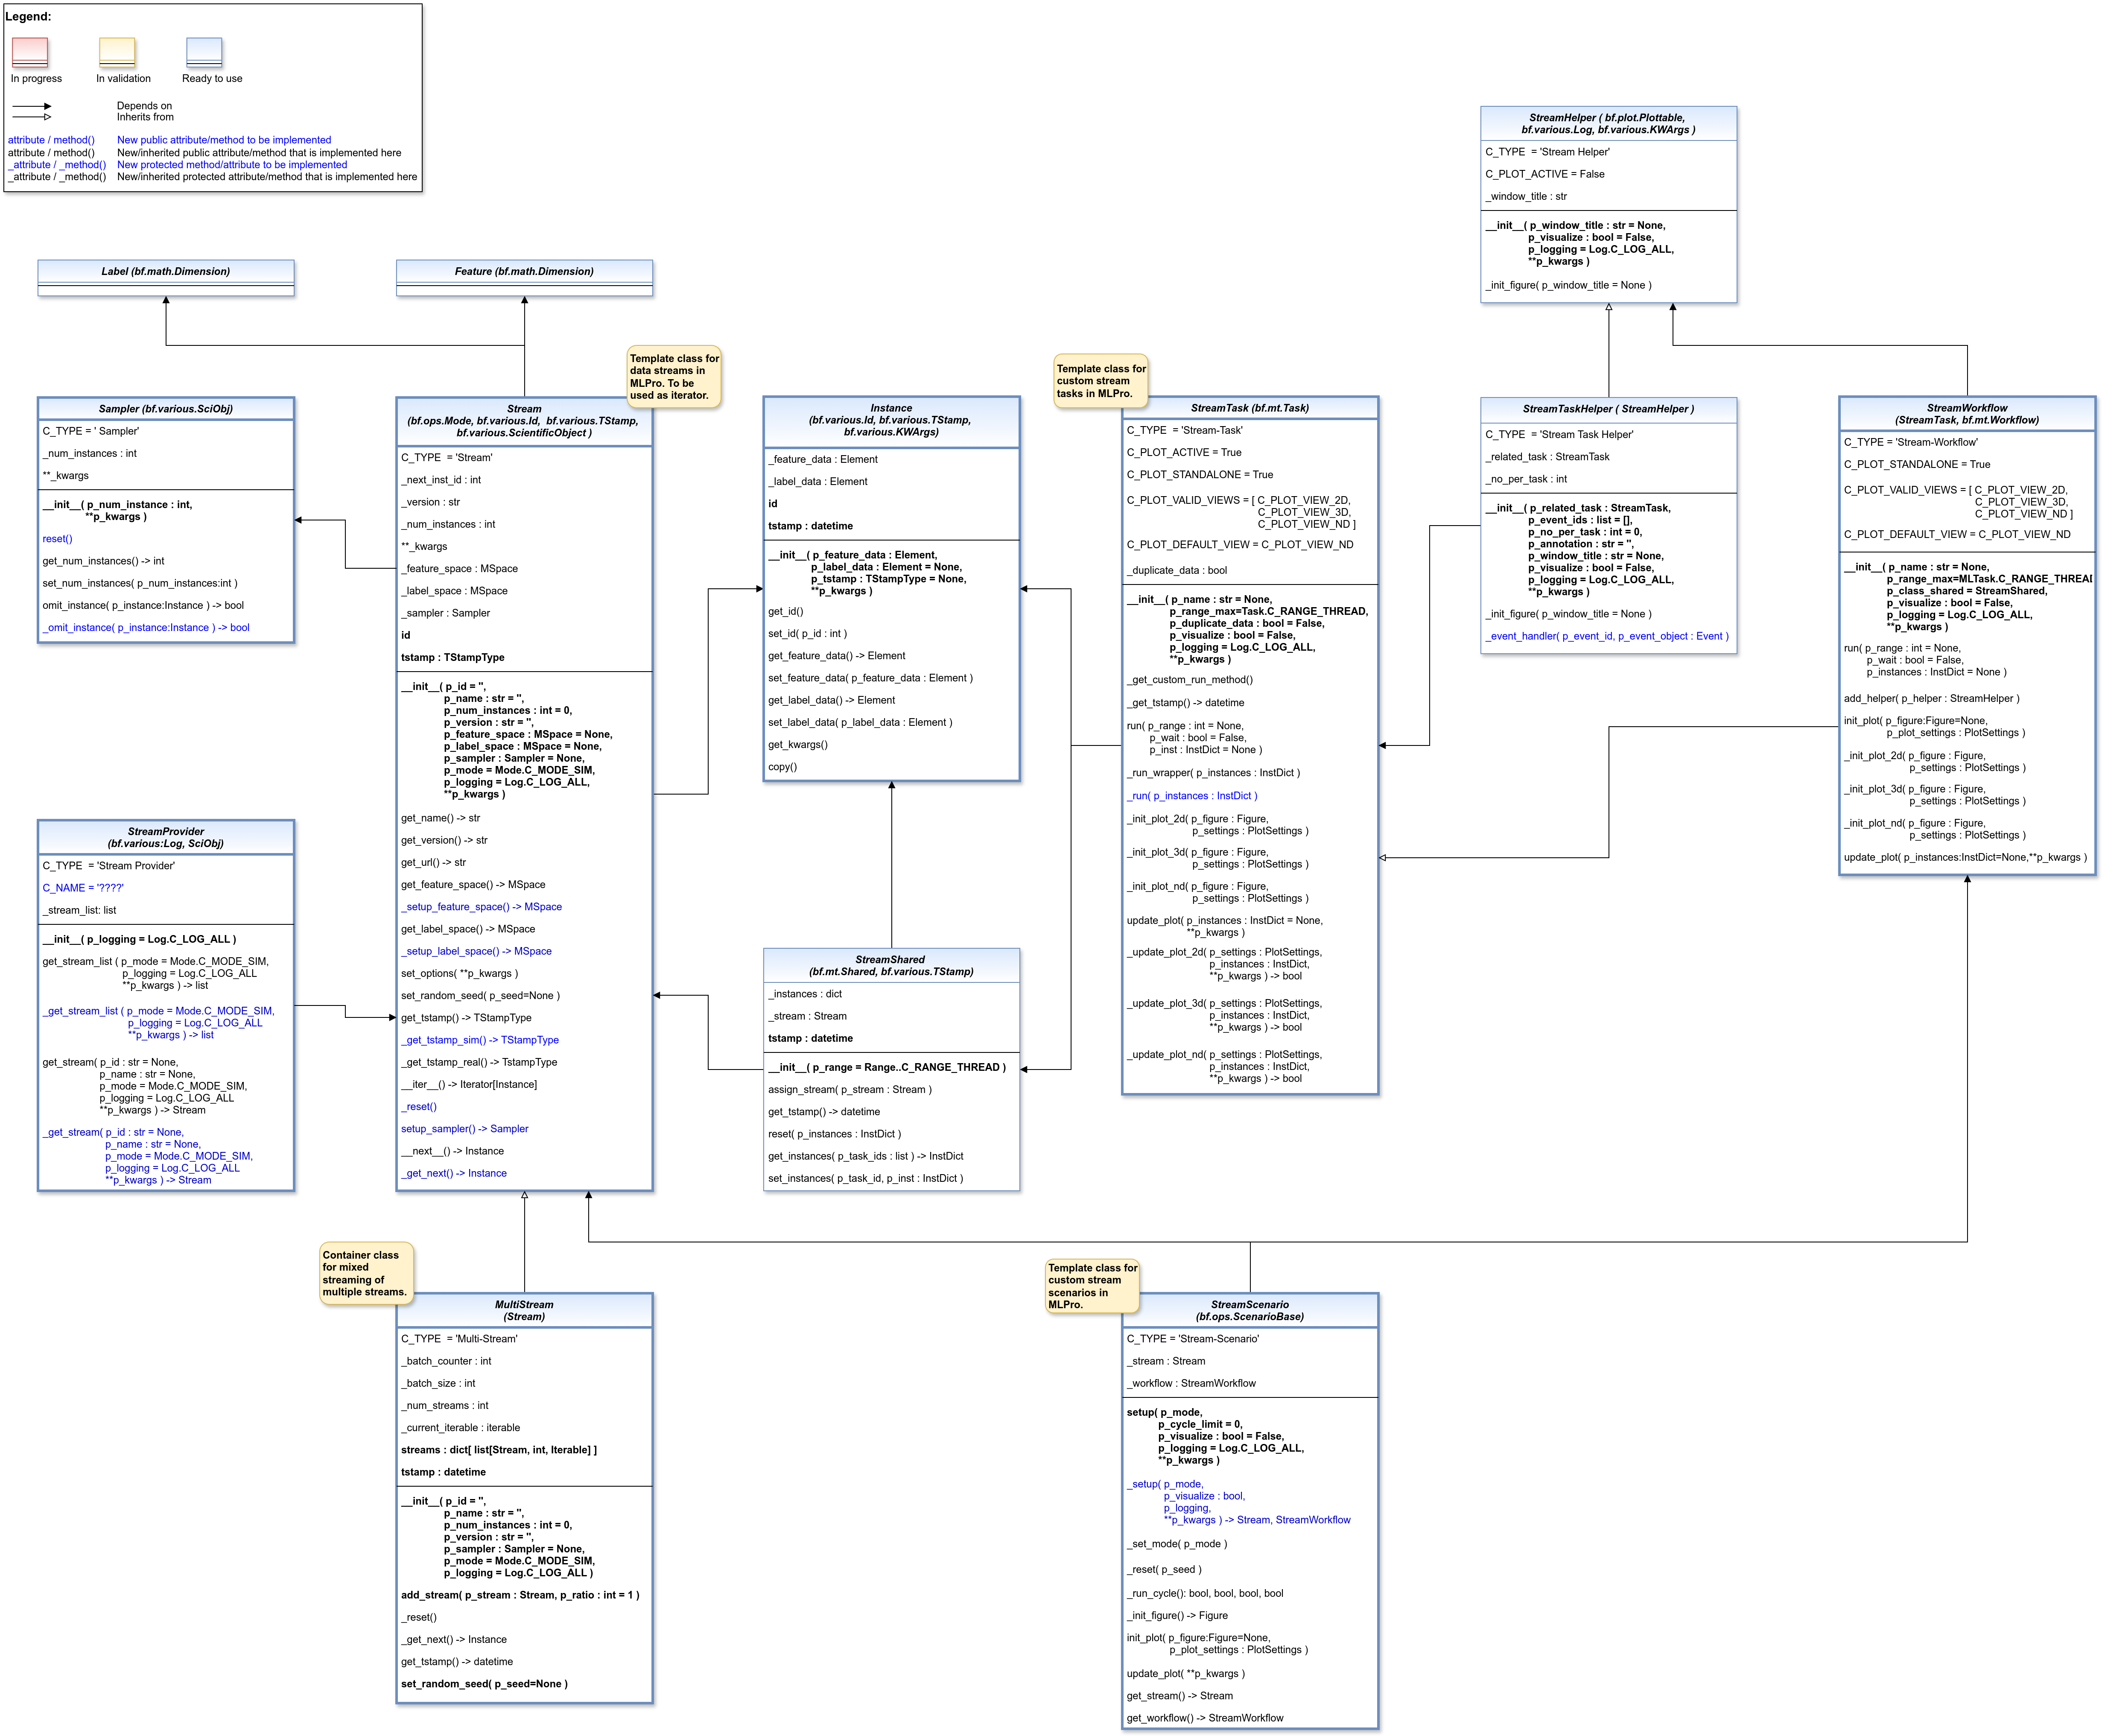 Legend:
In progress
In validation
Ready to use
Depends on
Inherits from
attribute / method()
New public attribute/method to be implemented
attribute / method()
New/inherited public attribute/method that is implemented here
_attribute / _method()
New protected method/attribute to be implemented
_attribute / _method()
New/inherited protected attribute/method that is implemented here
StreamHelper ( bf.plot.Plottable,
bf.various.Log, bf.various.KWArgs )
C_TYPE = 'Stream Helper'
C_PLOT_ACTIVE = False
_window_title : str
__init__( p_window_title : str = None,
p_visualize : bool = False,
p_logging = Log.C_LOG_ALL,
**p_kwargs )
_init_figure( p_window_title = None )
Label (bf.math.Dimension)
Feature (bf.math.Dimension)
Sampler (bf.various.SciObj)
C_TYPE = ' Sampler'
_num_instances : int
**_kwargs
__init__( p_num_instance : int,
**p_kwargs )
reset()
get_num_instances() -> int
set_num_instances( p_num_instances:int )
omit_instance( p_instance:Instance ) -> bool
_omit_instance( p_instance:Instance ) -> bool
StreamProvider
(bf.various:Log, SciObj)
C_TYPE = 'Stream Provider'
C_NAME = '????'
_stream_list: list
__init__( p_logging = Log.C_LOG_ALL )
get_stream_list ( p_mode = Mode.C_MODE_SIM,
p_logging = Log.C_LOG_ALL
**p_kwargs ) -> list
_get_stream_list ( p_mode = Mode.C_MODE_SIM,
p_logging = Log.C_LOG_ALL
**p_kwargs ) -> list
get_stream( p_id : str = None,
p_name : str = None,
p_mode = Mode.C_MODE_SIM,
p_logging = Log.C_LOG_ALL
**p_kwargs ) -> Stream
_get_stream( p_id : str = None,
p_name : str = None,
p_mode = Mode.C_MODE_SIM,
p_logging = Log.C_LOG_ALL
**p_kwargs ) -> Stream
Template class for
data streams in
MLPro. To be
used as iterator.
Stream
(bf.ops.Mode, bf.various.Id, bf.various.TStamp,
bf.various.ScientificObject )
C_TYPE = 'Stream'
_next_inst_id : int
_version : str
_num_instances : int
**_kwargs
_feature_space : MSpace
_label_space : MSpace
_sampler : Sampler
id
tstamp : TStampType
__init__( p_id = '',
p_name : str = '',
p_num_instances : int = 0,
p_version : str = '',
p_feature_space : MSpace = None,
p_label_space : MSpace = None,
p_sampler : Sampler = None,
p_mode = Mode.C_MODE_SIM,
p_logging = Log.C_LOG_ALL,
**p_kwargs )
get_name() -> str
get_version() -> str
get_url() -> str
get_feature_space() -> MSpace
_setup_feature_space() -> MSpace
get_label_space() -> MSpace
_setup_label_space() -> MSpace
set_options( **p_kwargs )
set_random_seed( p_seed=None )
get_tstamp() -> TStampType
_get_tstamp_sim() -> TStampType
_get_tstamp_real() -> TstampType
__iter__() -> Iterator[Instance]
_reset()
setup_sampler() -> Sampler
__next__() -> Instance
_get_next() -> Instance
Instance
(bf.various.Id, bf.various.TStamp,
bf.various.KWArgs)
_feature_data : Element
_label_data : Element
id
tstamp : datetime
__init__( p_feature_data : Element,
p_label_data : Element = None,
p_tstamp : TStampType = None,
**p_kwargs )
get_id()
set_id( p_id : int )
get_feature_data() -> Element
set_feature_data( p_feature_data : Element )
get_label_data() -> Element
set_label_data( p_label_data : Element )
get_kwargs()
copy()
StreamShared
(bf.mt.Shared, bf.various.TStamp)
_instances : dict
_stream : Stream
tstamp : datetime
__init__( p_range = Range..C_RANGE_THREAD )
assign_stream( p_stream : Stream )
get_tstamp() -> datetime
reset( p_instances : InstDict )
get_instances( p_task_ids : list ) -> InstDict
set_instances( p_task_id, p_inst : InstDict )
Template class for
custom stream
tasks in MLPro.
StreamTask (bf.mt.Task)
C_TYPE = 'Stream-Task'
C_PLOT_ACTIVE = True
C_PLOT_STANDALONE = True
C_PLOT_VALID_VIEWS = [ C_PLOT_VIEW_2D,
C_PLOT_VIEW_3D,
C_PLOT_VIEW_ND ]
C_PLOT_DEFAULT_VIEW = C_PLOT_VIEW_ND
_duplicate_data : bool
__init__( p_name : str = None,
p_range_max=Task.C_RANGE_THREAD,
p_duplicate_data : bool = False,
p_visualize : bool = False,
p_logging = Log.C_LOG_ALL,
**p_kwargs )
_get_custom_run_method()
_get_tstamp() -> datetime
run( p_range : int = None,
p_wait : bool = False,
p_inst : InstDict = None )
_run_wrapper( p_instances : InstDict )
_run( p_instances : InstDict )
_init_plot_2d( p_figure : Figure,
p_settings : PlotSettings )
_init_plot_3d( p_figure : Figure,
p_settings : PlotSettings )
_init_plot_nd( p_figure : Figure,
p_settings : PlotSettings )
update_plot( p_instances : InstDict = None,
**p_kwargs )
_update_plot_2d( p_settings : PlotSettings,
p_instances : InstDict,
**p_kwargs ) -> bool
_update_plot_3d( p_settings : PlotSettings,
p_instances : InstDict,
**p_kwargs ) -> bool
_update_plot_nd( p_settings : PlotSettings,
p_instances : InstDict,
**p_kwargs ) -> bool
StreamTaskHelper ( StreamHelper )
C_TYPE = 'Stream Task Helper'
_related_task : StreamTask
_no_per_task : int
__init__( p_related_task : StreamTask,
p_event_ids : list = [],
p_no_per_task : int = 0,
p_annotation : str = '',
p_window_title : str = None,
p_visualize : bool = False,
p_logging = Log.C_LOG_ALL,
**p_kwargs )
_init_figure( p_window_title = None )
_event_handler( p_event_id, p_event_object : Event )
StreamWorkflow
(StreamTask, bf.mt.Workflow)
C_TYPE = 'Stream-Workflow'
C_PLOT_STANDALONE = True
C_PLOT_VALID_VIEWS = [ C_PLOT_VIEW_2D,
C_PLOT_VIEW_3D,
C_PLOT_VIEW_ND ]
C_PLOT_DEFAULT_VIEW = C_PLOT_VIEW_ND
__init__( p_name : str = None,
p_range_max=MLTask.C_RANGE_THREAD
p_class_shared = StreamShared,
p_visualize : bool = False,
p_logging = Log.C_LOG_ALL,
**p_kwargs )
run( p_range : int = None,
p_wait : bool = False,
p_instances : InstDict = None )
add_helper( p_helper : StreamHelper )
init_plot( p_figure:Figure=None,
p_plot_settings : PlotSettings )
_init_plot_2d( p_figure : Figure,
p_settings : PlotSettings )
_init_plot_3d( p_figure : Figure,
p_settings : PlotSettings )
_init_plot_nd( p_figure : Figure,
p_settings : PlotSettings )
update_plot( p_instances:InstDict=None,**p_kwargs )
Container class
for mixed
streaming of
multiple streams.
MultiStream
(Stream)
C_TYPE = 'Multi-Stream'
_batch_counter : int
_batch_size : int
_num_streams : int
_current_iterable : iterable
streams : dict[ list[Stream, int, Iterable] ]
tstamp : datetime
__init__( p_id = '',
p_name : str = '',
p_num_instances : int = 0,
p_version : str = '',
p_sampler : Sampler = None,
p_mode = Mode.C_MODE_SIM,
p_logging = Log.C_LOG_ALL )
add_stream( p_stream : Stream, p_ratio : int = 1 )
_reset()
_get_next() -> Instance
get_tstamp() -> datetime
set_random_seed( p_seed=None )
Template class for
custom stream
scenarios in
MLPro.
StreamScenario
(bf.ops.ScenarioBase)
C_TYPE = 'Stream-Scenario'
_stream : Stream
_workflow : StreamWorkflow
setup( p_mode,
p_cycle_limit = 0,
p_visualize : bool = False,
p_logging = Log.C_LOG_ALL,
**p_kwargs )
_setup( p_mode,
p_visualize : bool,
p_logging,
**p_kwargs ) -> Stream, StreamWorkflow
_set_mode( p_mode )
_reset( p_seed )
_run_cycle(): bool, bool, bool, bool
_init_figure() -> Figure
init_plot( p_figure:Figure=None,
p_plot_settings : PlotSettings )
update_plot( **p_kwargs )
get_stream() -> Stream
get_workflow() -> StreamWorkflow